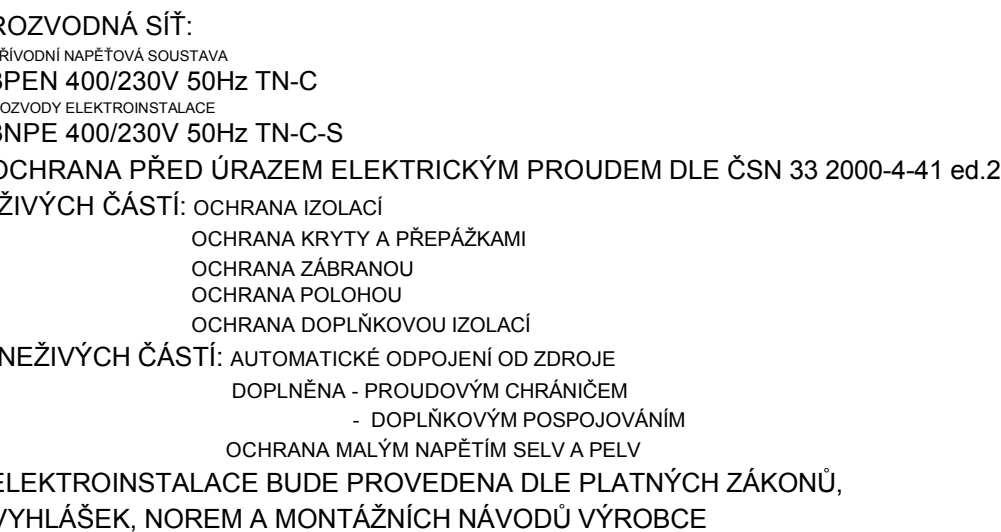 ROZVODNÁ SÍŤ:
PŘÍVODNÍ NAPĚŤOVÁ SOUSTAVA
3PEN 400/230V 50Hz TN-C
ROZVODY ELEKTROINSTALACE
3NPE 400/230V 50Hz TN-C-S
OCHRANA PŘED ÚRAZEM ELEKTRICKÝM PROUDEM DLE ČSN 33 2000-4-41 ed.2
ŽIVÝCH ČÁSTÍ: OCHRANA IZOLACÍ
OCHRANA KRYTY A PŘEPÁŽKAMI
OCHRANA ZÁBRANOU
OCHRANA POLOHOU
OCHRANA DOPLŇKOVOU IZOLACÍ
NEŽIVÝCH ČÁSTÍ: AUTOMATICKÉ ODPOJENÍ OD ZDROJE
DOPLNĚNA - PROUDOVÝM CHRÁNIČEM
- DOPLŇKOVÝM POSPOJOVÁNÍM
OCHRANA MALÝM NAPĚTÍM SELV A PELV
ELEKTROINSTALACE BUDE PROVEDENA DLE PLATNÝCH ZÁKONŮ,
VYHLÁŠEK, NOREM A MONTÁŽNÍCH NÁVODŮ VÝROBCE